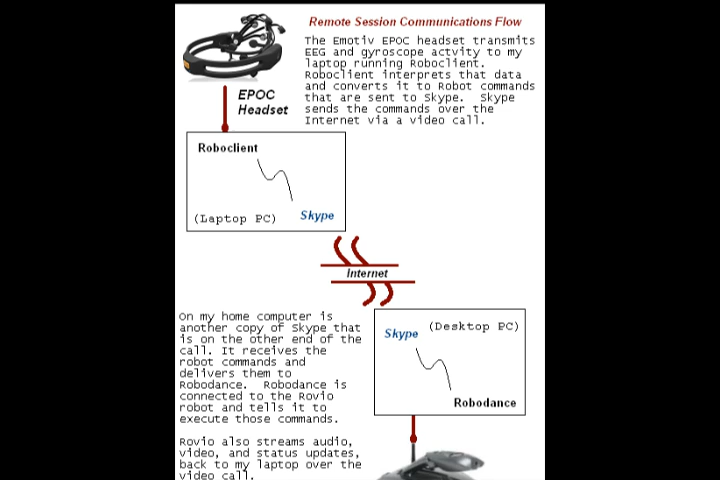 Remote Session Communications Flow
The Emotiv EPOC headset transmits
EEG and gyroscope actvity to my
laptop running Roboclient.
Roboclient interprets that data
and converts it to Robot commands
that are sent to Skype.  Skype
sends the commands over the
Internet via a video call.
EPOC
Headset
Roboclient
(Laptop PC)
Skype
Internet
On my home computer is
another copy of Skype that
is on the other end of the
call. It receives the
robot commands and
delivers them to
Robodance.  Robodance is
connected to the Rovio
robot and tells it to
execute those commands.
Skype
(Desktop PC)
Robodance
Rovio also streams audio,
video, and status updates,
back to my laptop over the
video call.